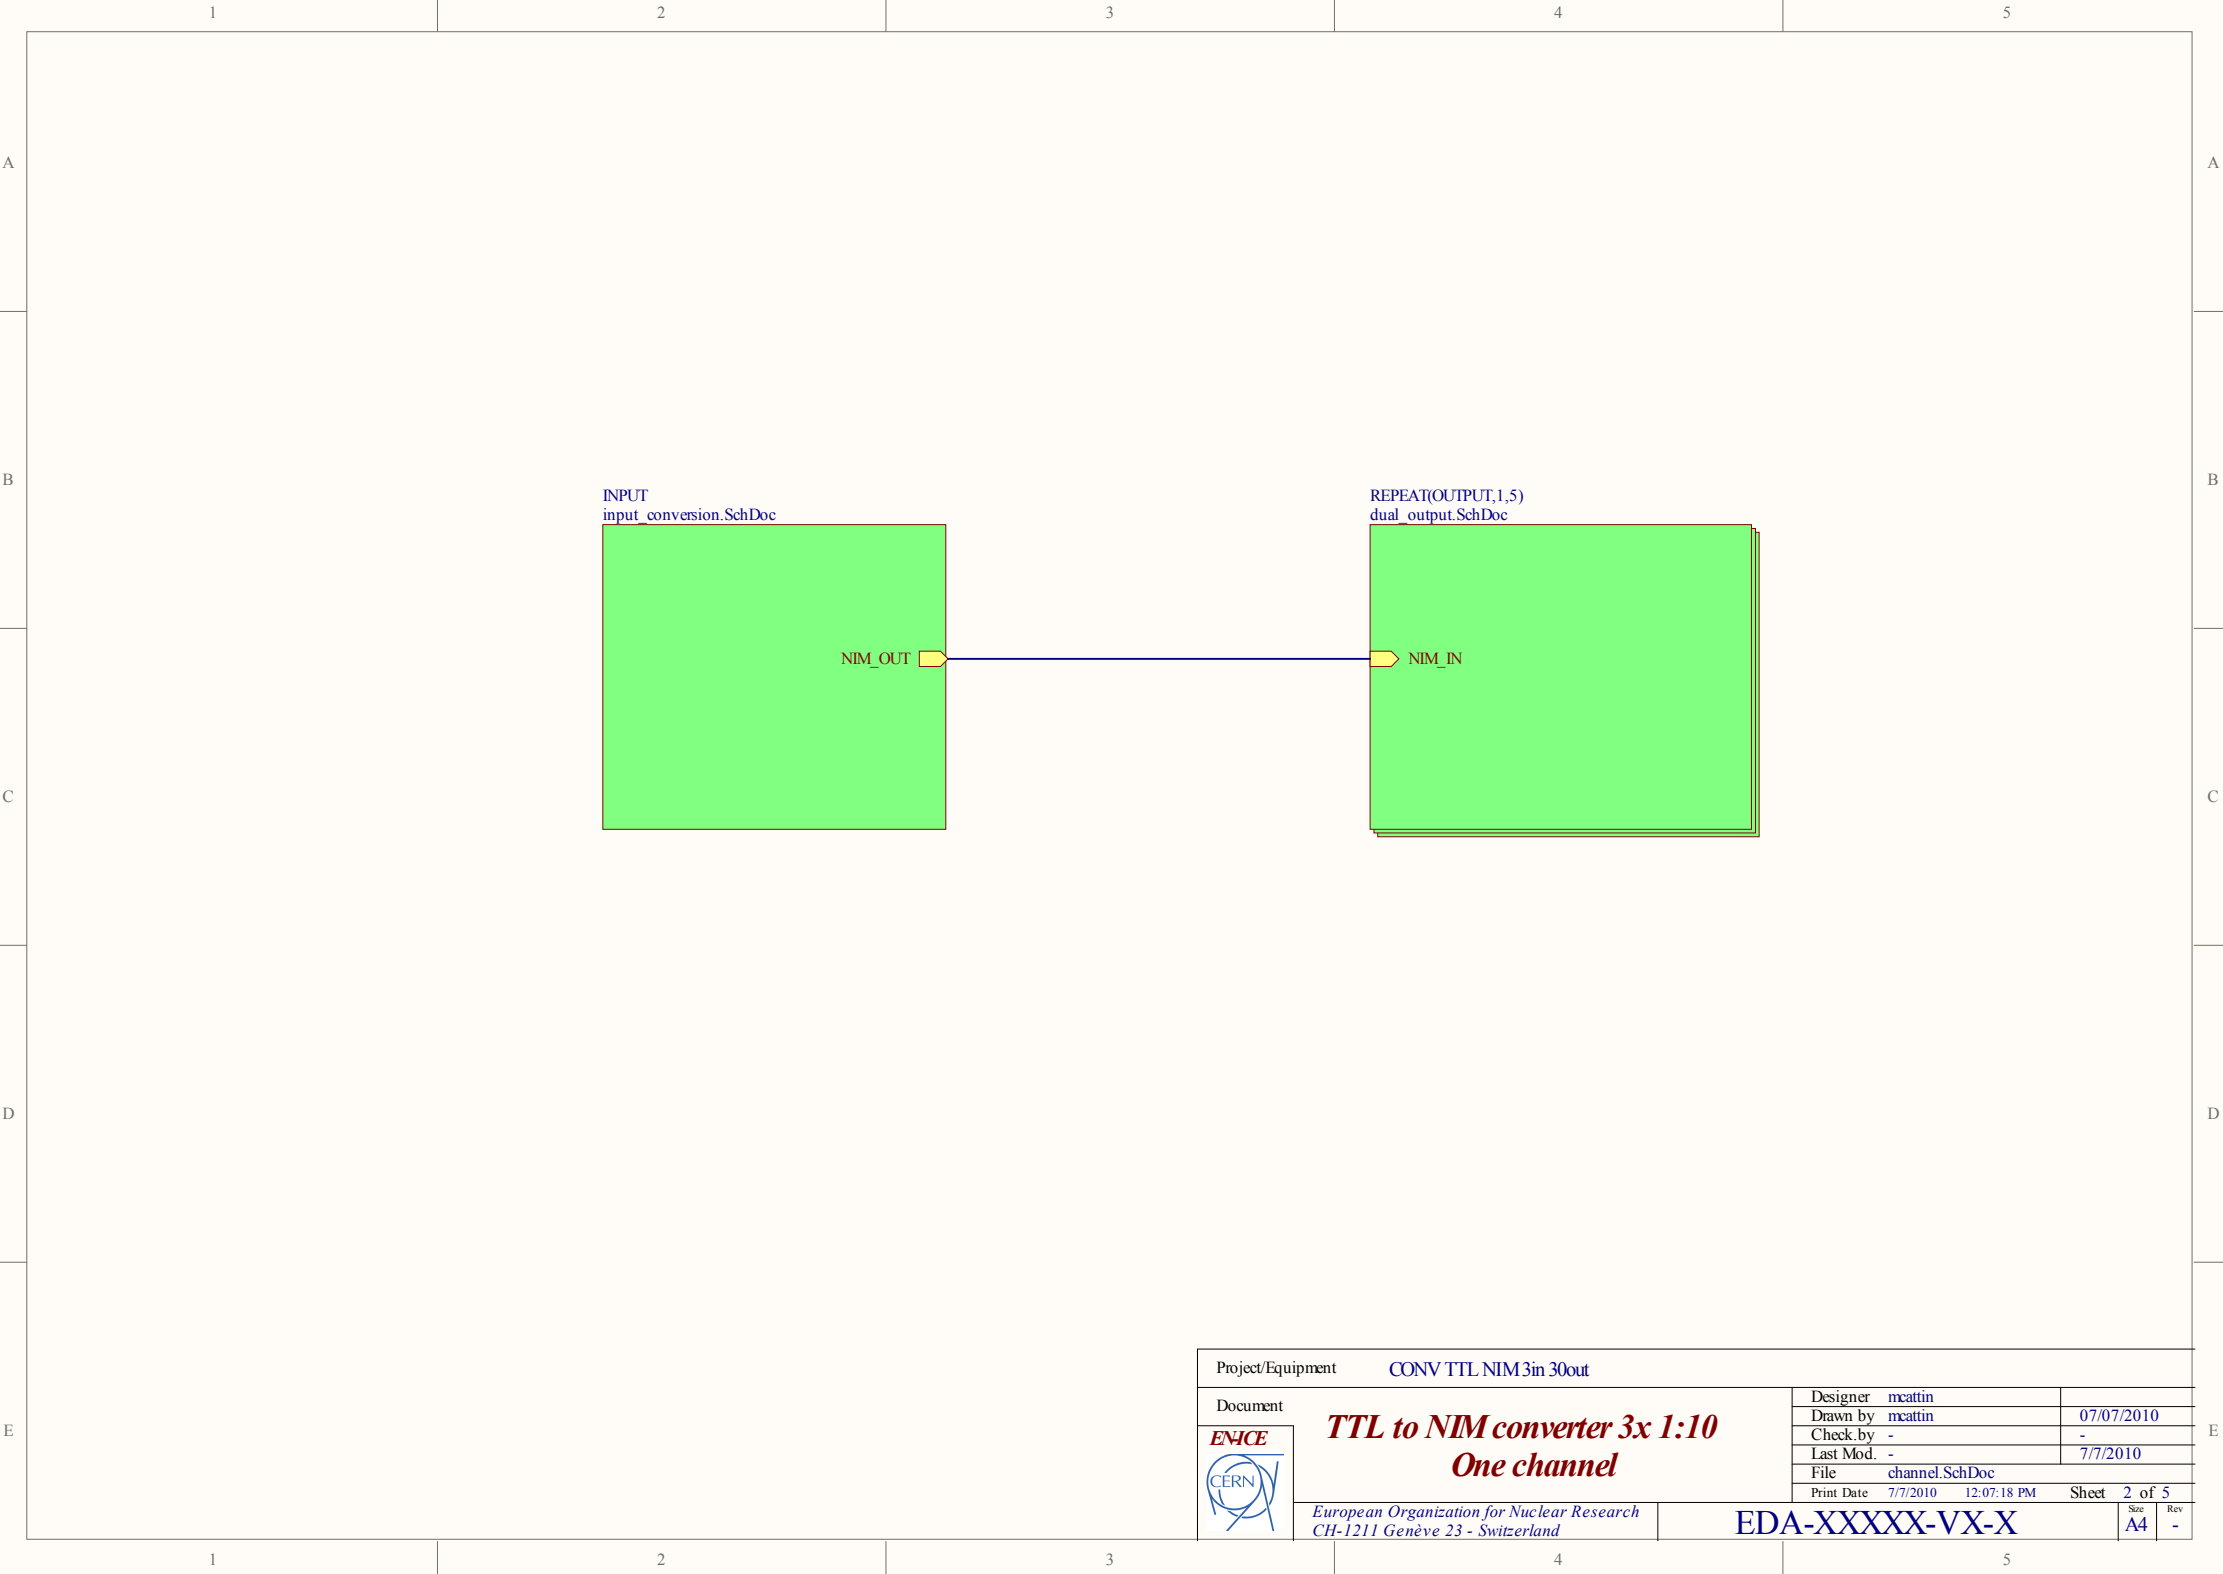 1 2 3 4 5
A A
B B
INPUT REPEAT(OUTPUT,1,5)
input_conversion.SchDoc dual_output.SchDoc
NIM_OUT NIM_IN
C C
D D
Project/Equipment CONV TTL NIM 3in 30out
Document
TTL to NIM converter 3x 1:10
One channel
EN-ICE
CERN
Designer mcattin
Drawn by mcattin 07/07/2010
Check.by - -
Last Mod. - 7/7/2010
File channel.SchDoc
Print Date 7/7/2010 12:07:18 PM Sheet 2 of 5
E E
European Organization for Nuclear Research
CH-1211 Genève 23 - Switzerland
EDA-XXXXX-VX-X
Size Rev
A4 -
1 2 3 4 5